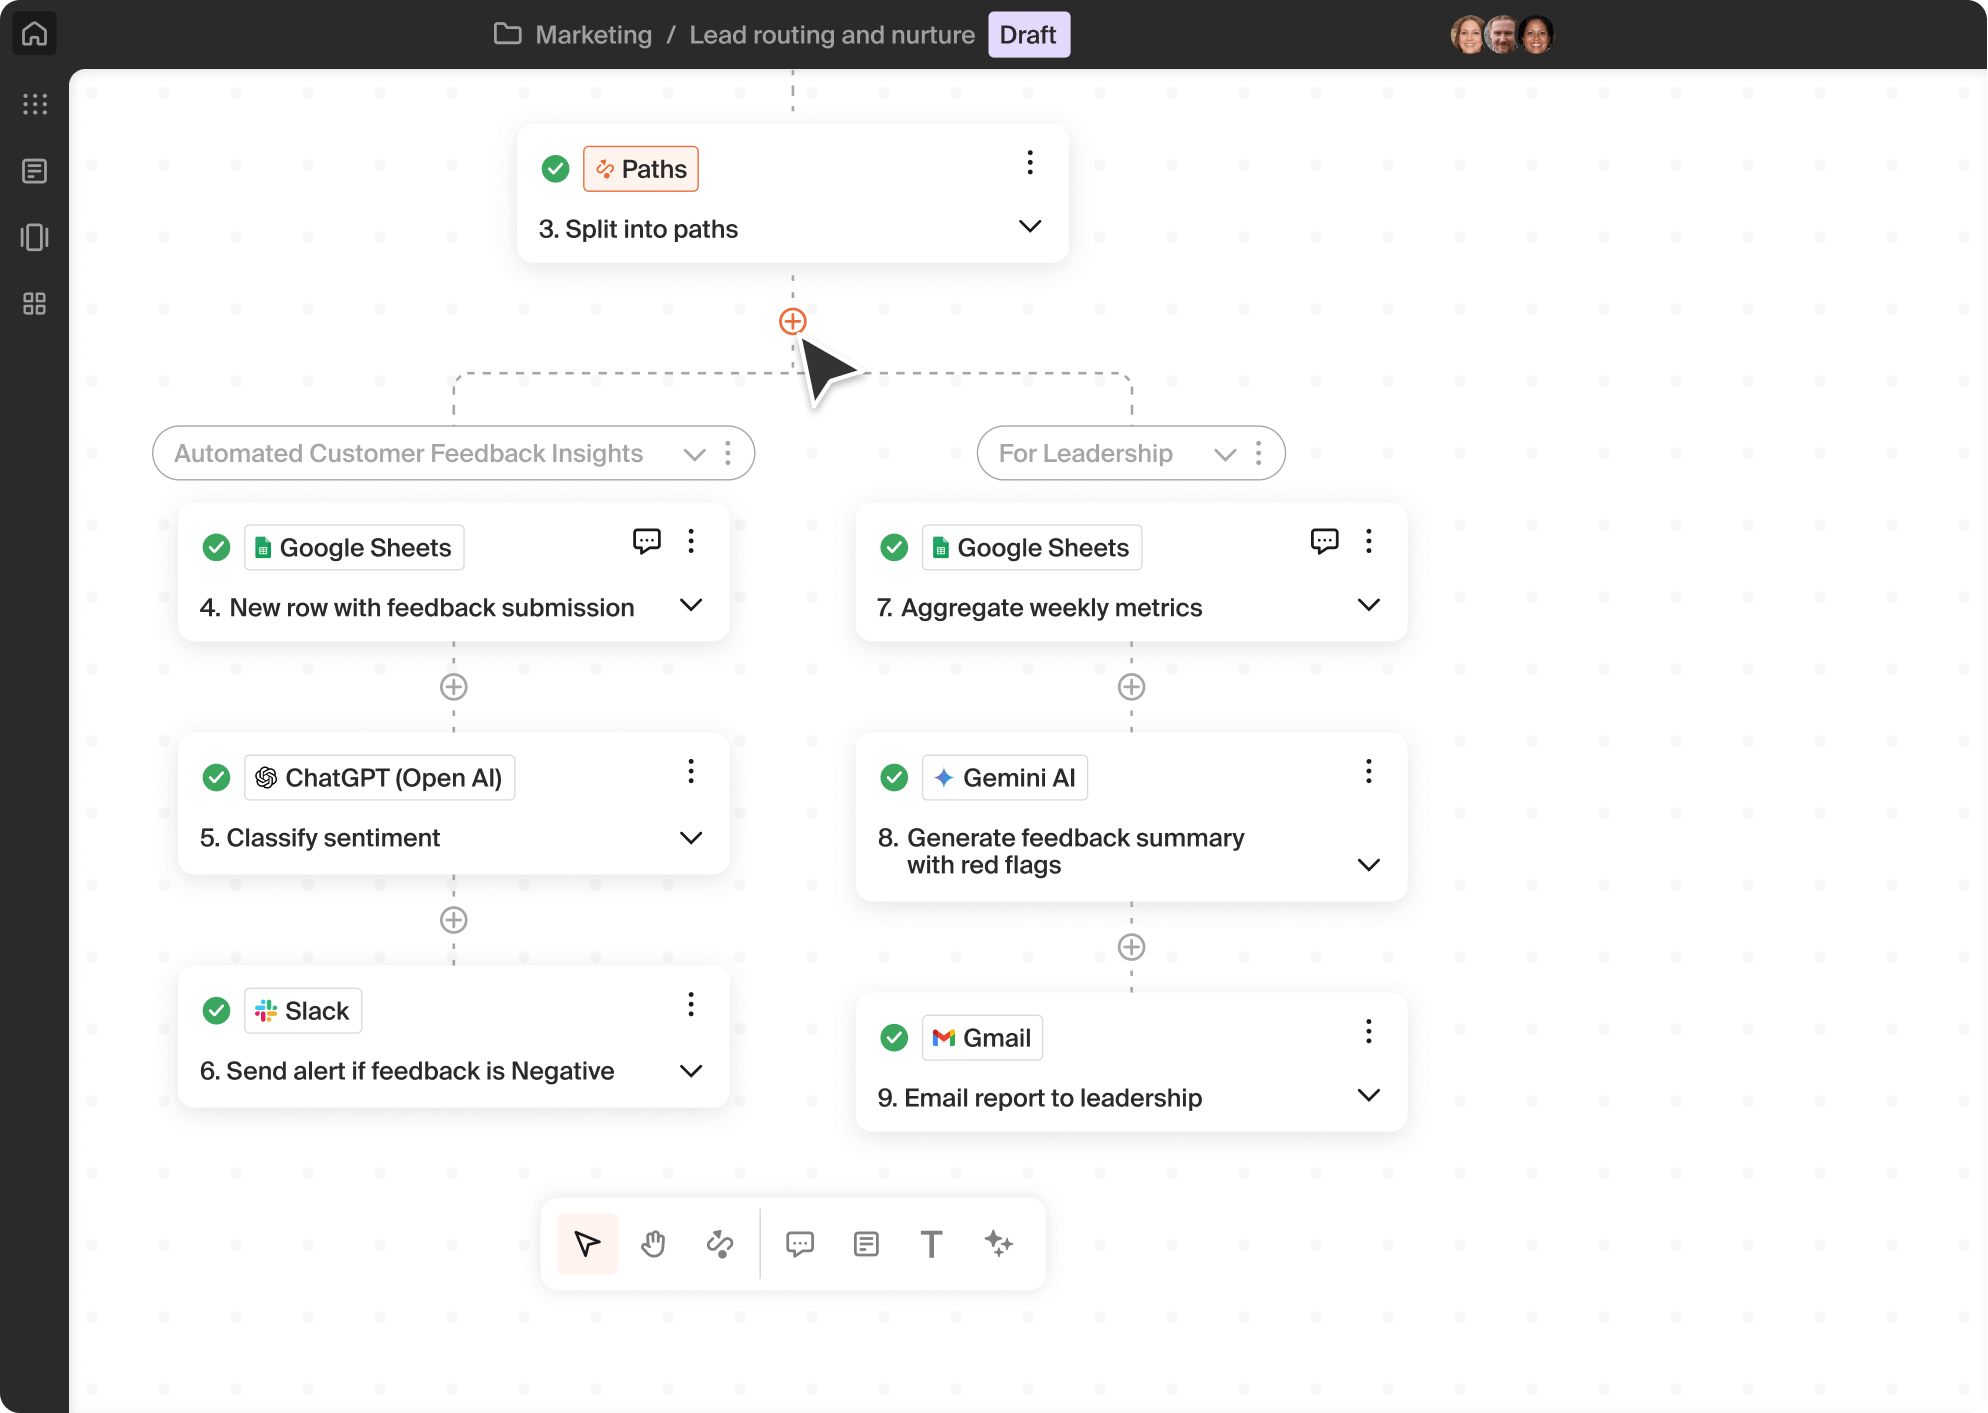 Marketing / Lead routing and nurture Draft
Paths
3. Split into paths
Automated Customer Feedback Insights
Google Sheets
4. New row with feedback submission
ChatGPT (Open AI)
5. Classify sentiment
Slack
6. Send alert if feedback is Negative
For Leadership
Google Sheets
7. Aggregate weekly metrics
Gemini AI
8. Generate feedback summary
with red flags
Gmail
9. Email report to leadership